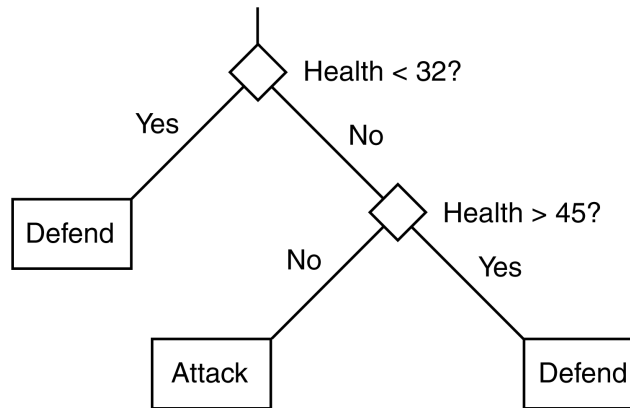 Health < 32?
Yes
No
Defend
Health > 45?
No
Yes
Attack
Defend